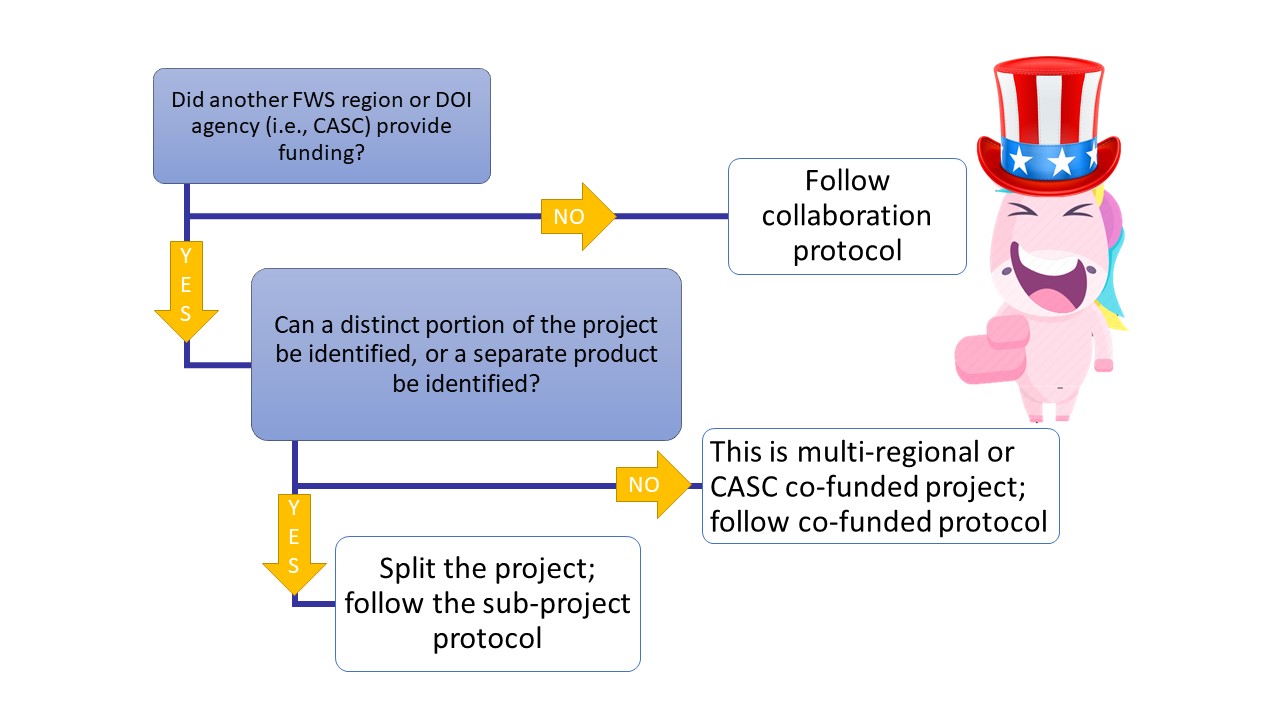 Did another FWS region or DOI
agency (i.e., CASC) provide
funding?
NO
Follow
collaboration
protocol
Y
E
S
Can a distinct portion of the project
be identified, or a separate product
be identified?
NO
This is multi-regional or
CASC co-funded project;
follow co-funded protocol
Y
E
S
Split the project;
follow the sub-project
protocol